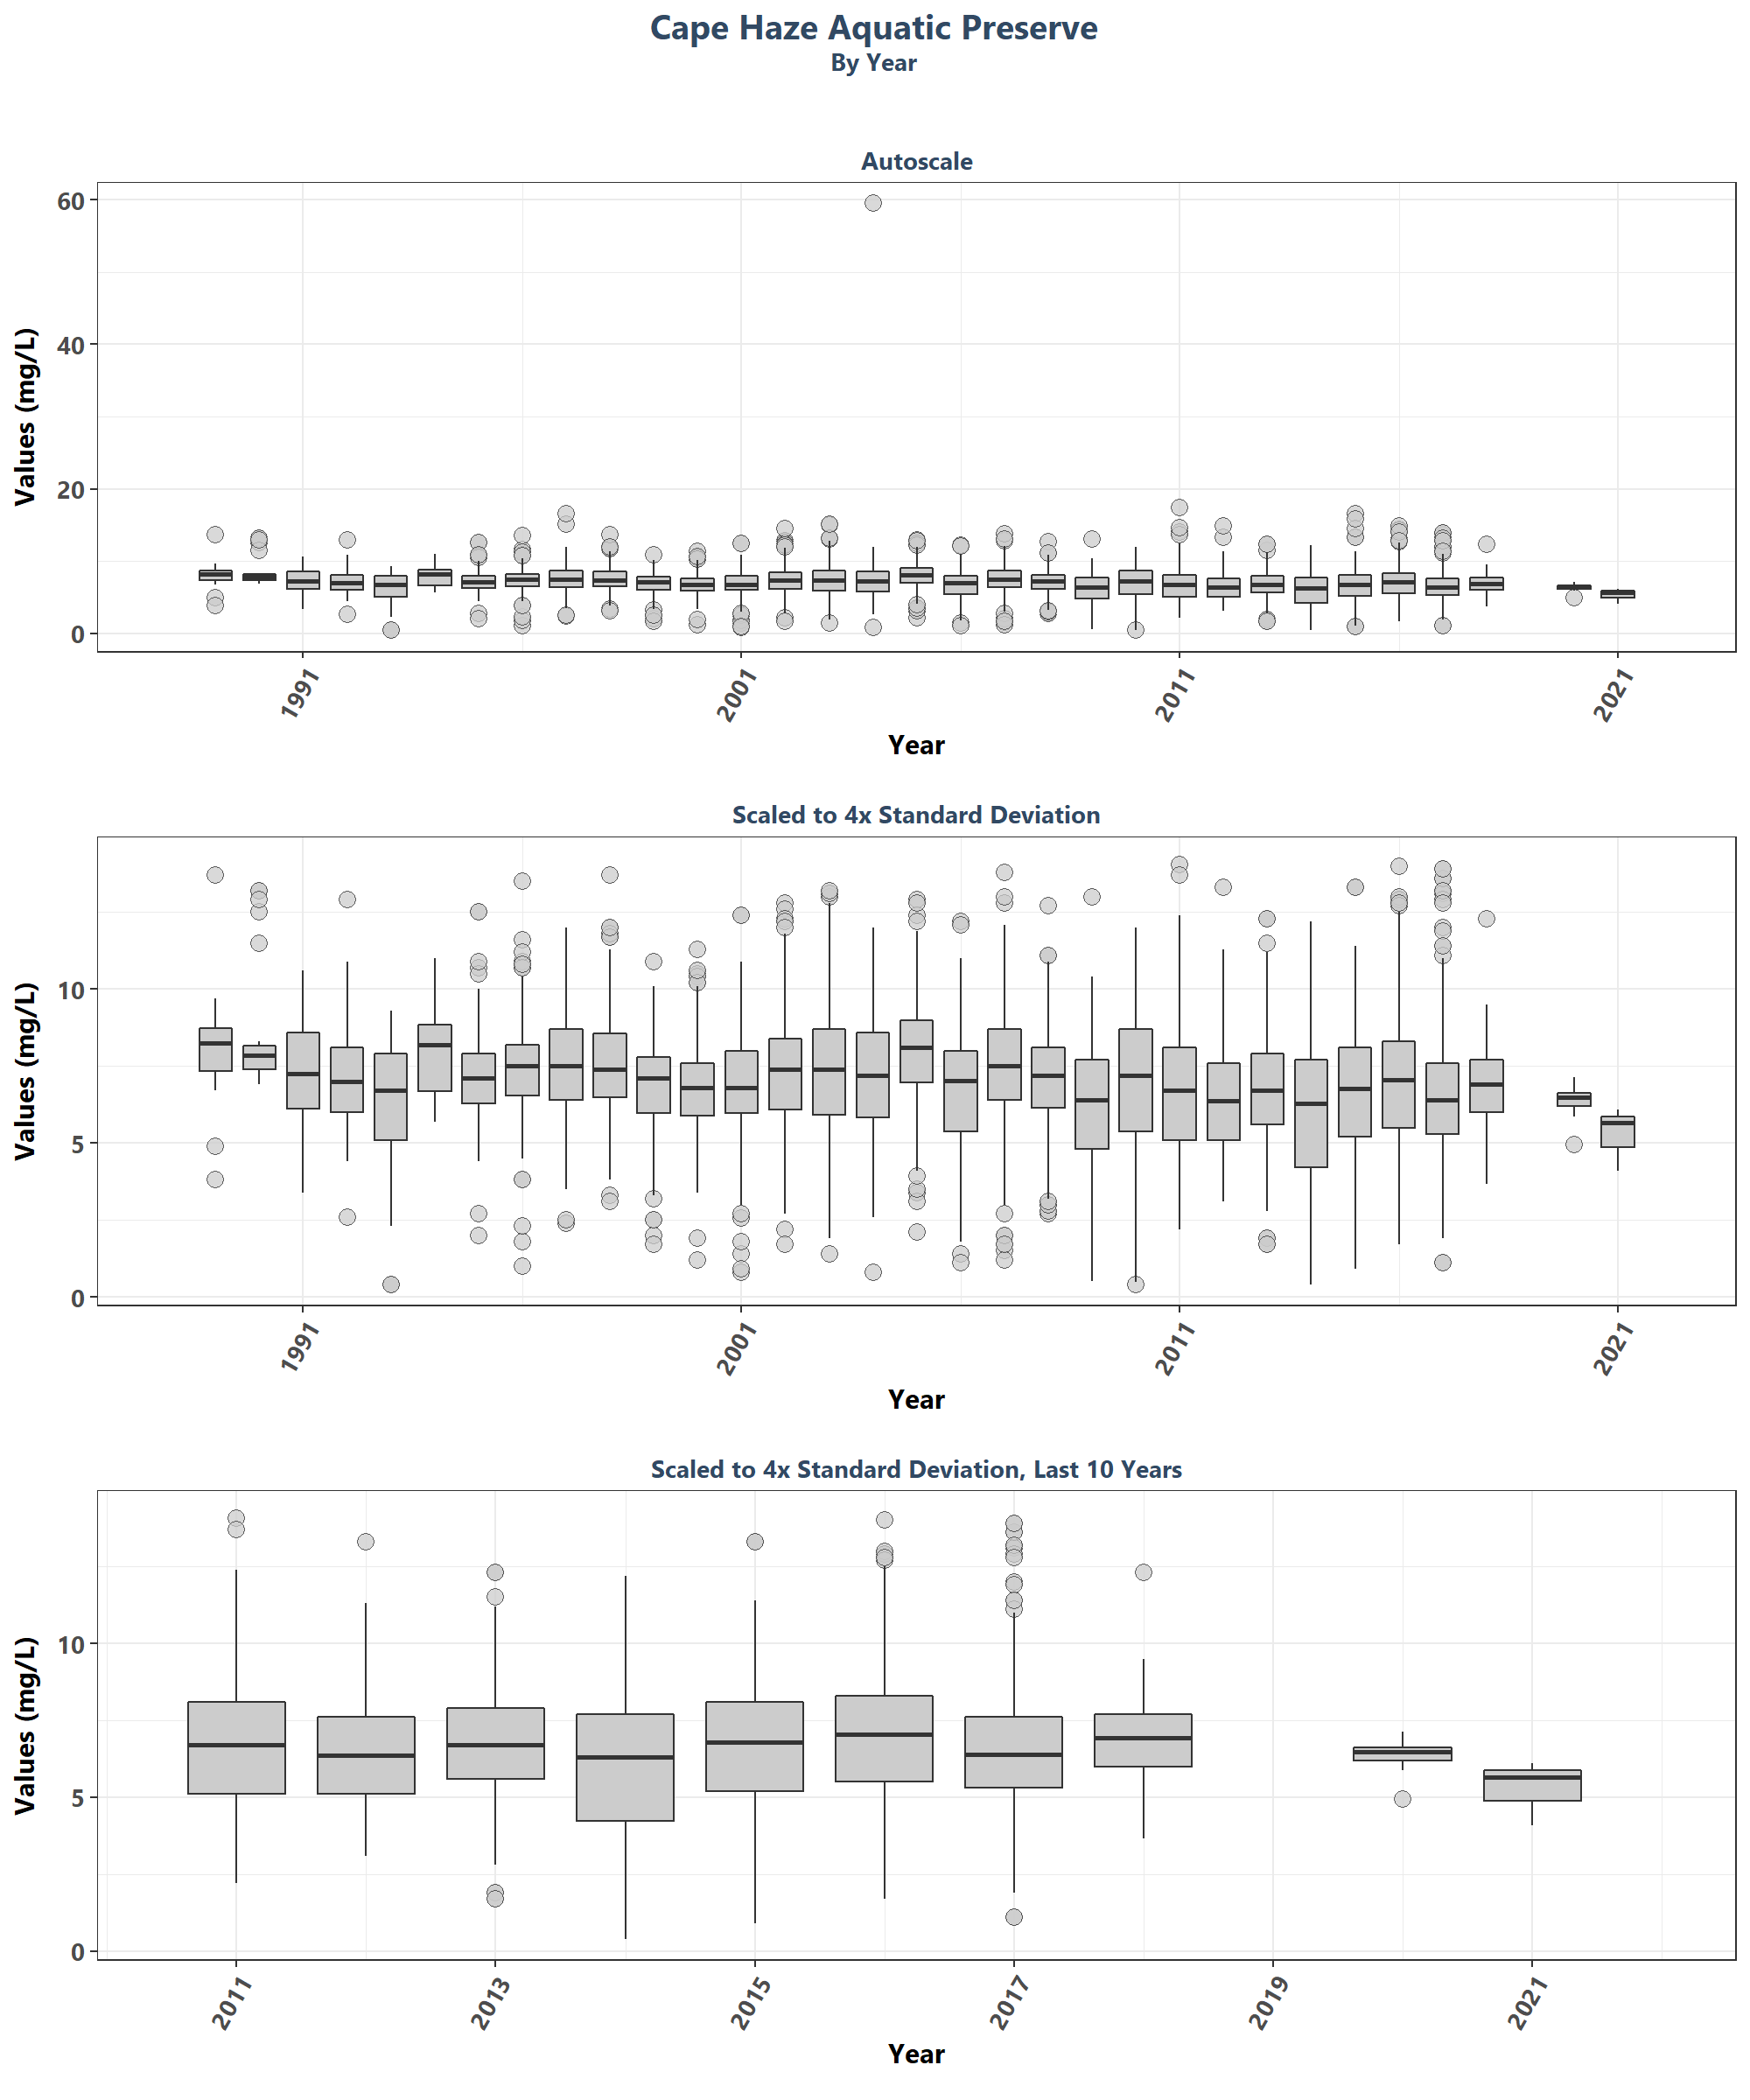 Cape Haze Aquatic Preserve
By Year
Autoscale
Values (mg/L)
60
40
20
0
1991
2001
2011
2021
Year
Scaled to 4x Standard Deviation
Values (mg/L)
10
5
0
1991
2001
2011
2021
Year
Scaled to 4x Standard Deviation, Last 10 Years
Values (mg/L)
10
5
0
2011
2013
2015
2017
2019
2021
Year